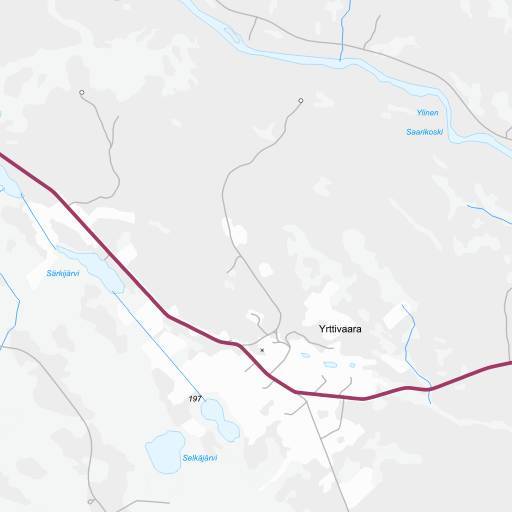 Ylinen
Saarikoski
Särkijärvi
Yrttivaara
197
Selkäjärvi